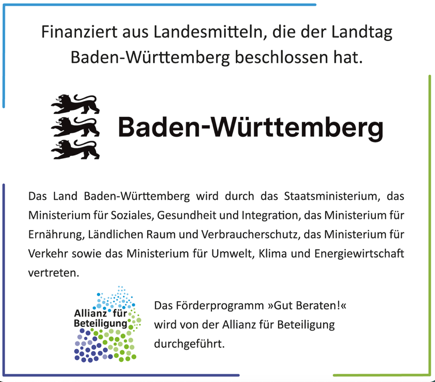 Finanziert aus Landesmitteln, die der Landtag
Baden-Württemberg beschlossen hat.
Baden-Württemberg
Das Land Baden-Württemberg wird durch das Staatsministerium, das
Ministerium für Soziales, Gesundheit und Integration, das Ministerium für
Ernährung, Ländlichen Raum und Verbraucherschutz, das Ministerium für
Verkehr sowie das Ministerium für Umwelt, Klima und Energiewirtschaft
vertreten.
Allianz für
Beteiligung
Das Förderprogramm »Gut Beraten!«
wird von der Allianz für Beteiligung
durchgeführt.